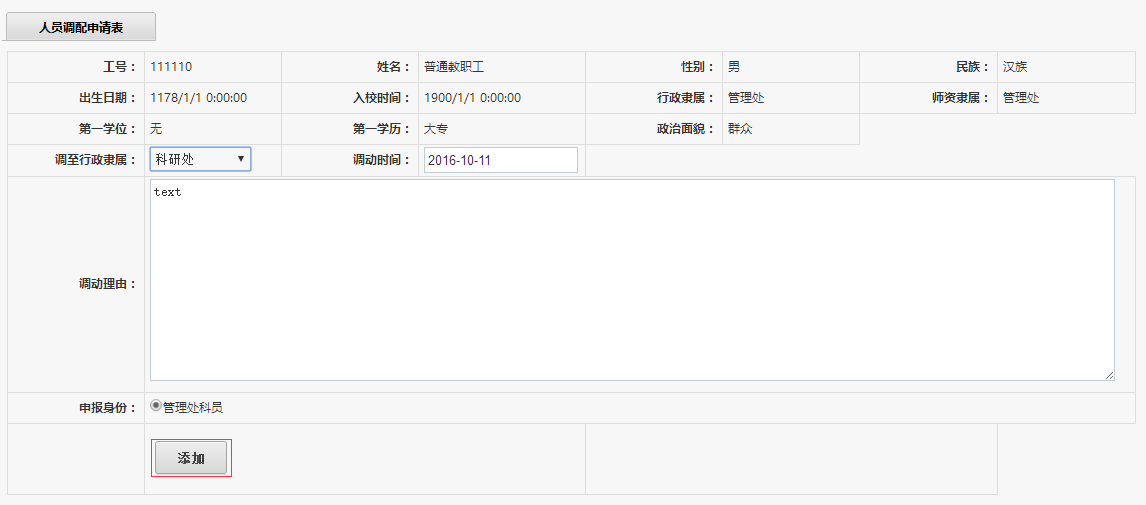 人员调配申请表
工号： 111110 姓名： 普通教职工 性别： 男 民族： 汉族
出生日期： 1178/1/1 0:00:00 入校时间： 1900/1/1 0:00:00 行政隶属： 管理处 师资隶属： 管理处
第一学位： 无 第一学历： 大专 政治面貌： 群众
调至行政隶属： 科研处 调动时间： 2016-10-11
text
调动理由：
申报身份： 管理处科员
添加